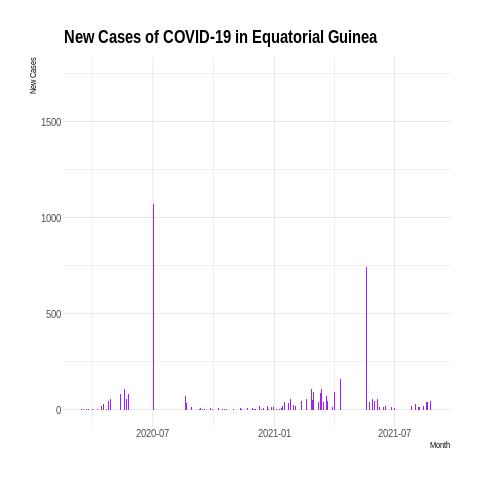 New Cases of COVID-19 in Equatorial Guinea
New Cases
1500
1000
500
0
2020-07
2021-01
2021-07
Month